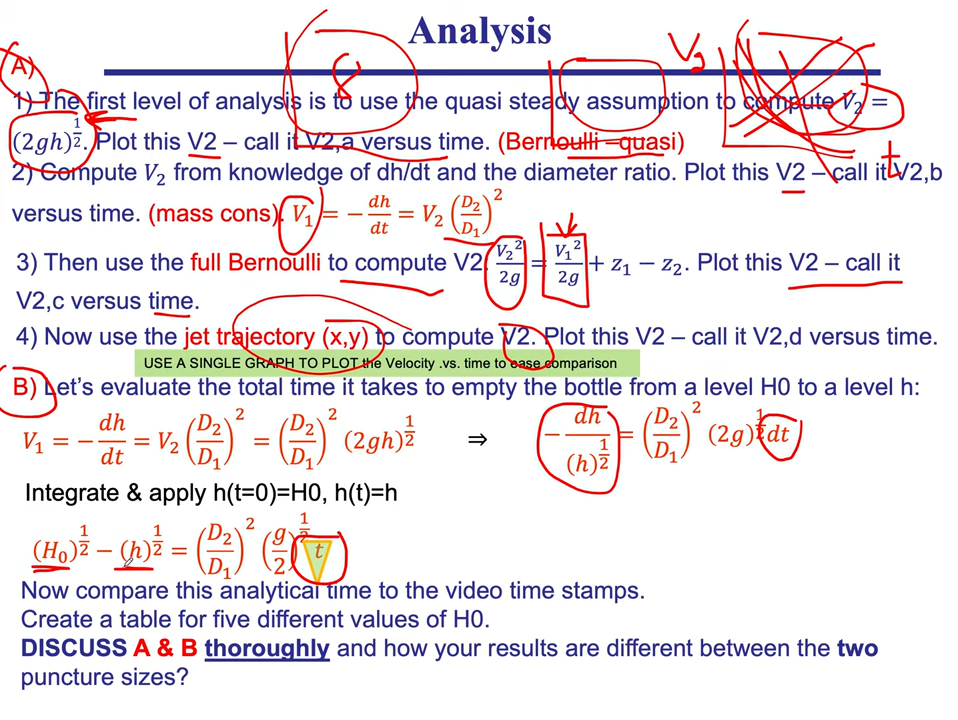 Analysis
A)
V₂
8
1) The first level of analysis is to use the quasi steady assumption to compute V₂ =
(2gh)^(1/2). Plot this V2 – call it V2,a versus time. (Bernoulli –quasi)
t
2) Compute V₂ from knowledge of dh/dt and the diameter ratio. Plot this V2 – call it V2,b
versus time. (mass cons). V₁ = − dh/dt = V₂ (D₂/D₁)²
3) Then use the full Bernoulli to compute V2. V₂²/2g = V₁²/2g + z₁ − z₂. Plot this V2 – call it
V2,c versus time.
4) Now use the jet trajectory (x,y) to compute V2. Plot this V2 – call it V2,d versus time.
USE A SINGLE GRAPH TO PLOT the Velocity .vs. time to ease comparison
B) Let's evaluate the total time it takes to empty the bottle from a level H0 to a level h:
V₁ = − dh/dt = V₂ (D₂/D₁)² = (D₂/D₁)² (2gh)^(1/2) ⇒ − dh/(h)^(1/2) = (D₂/D₁)² (2g)^(1/2) dt
Integrate & apply h(t=0)=H0, h(t)=h
(H₀)^(1/2) − (h)^(1/2) = (D₂/D₁)² (g/2)^(1/2) t
Now compare this analytical time to the video time stamps.
Create a table for five different values of H0.
DISCUSS A & B thoroughly and how your results are different between the two
puncture sizes?